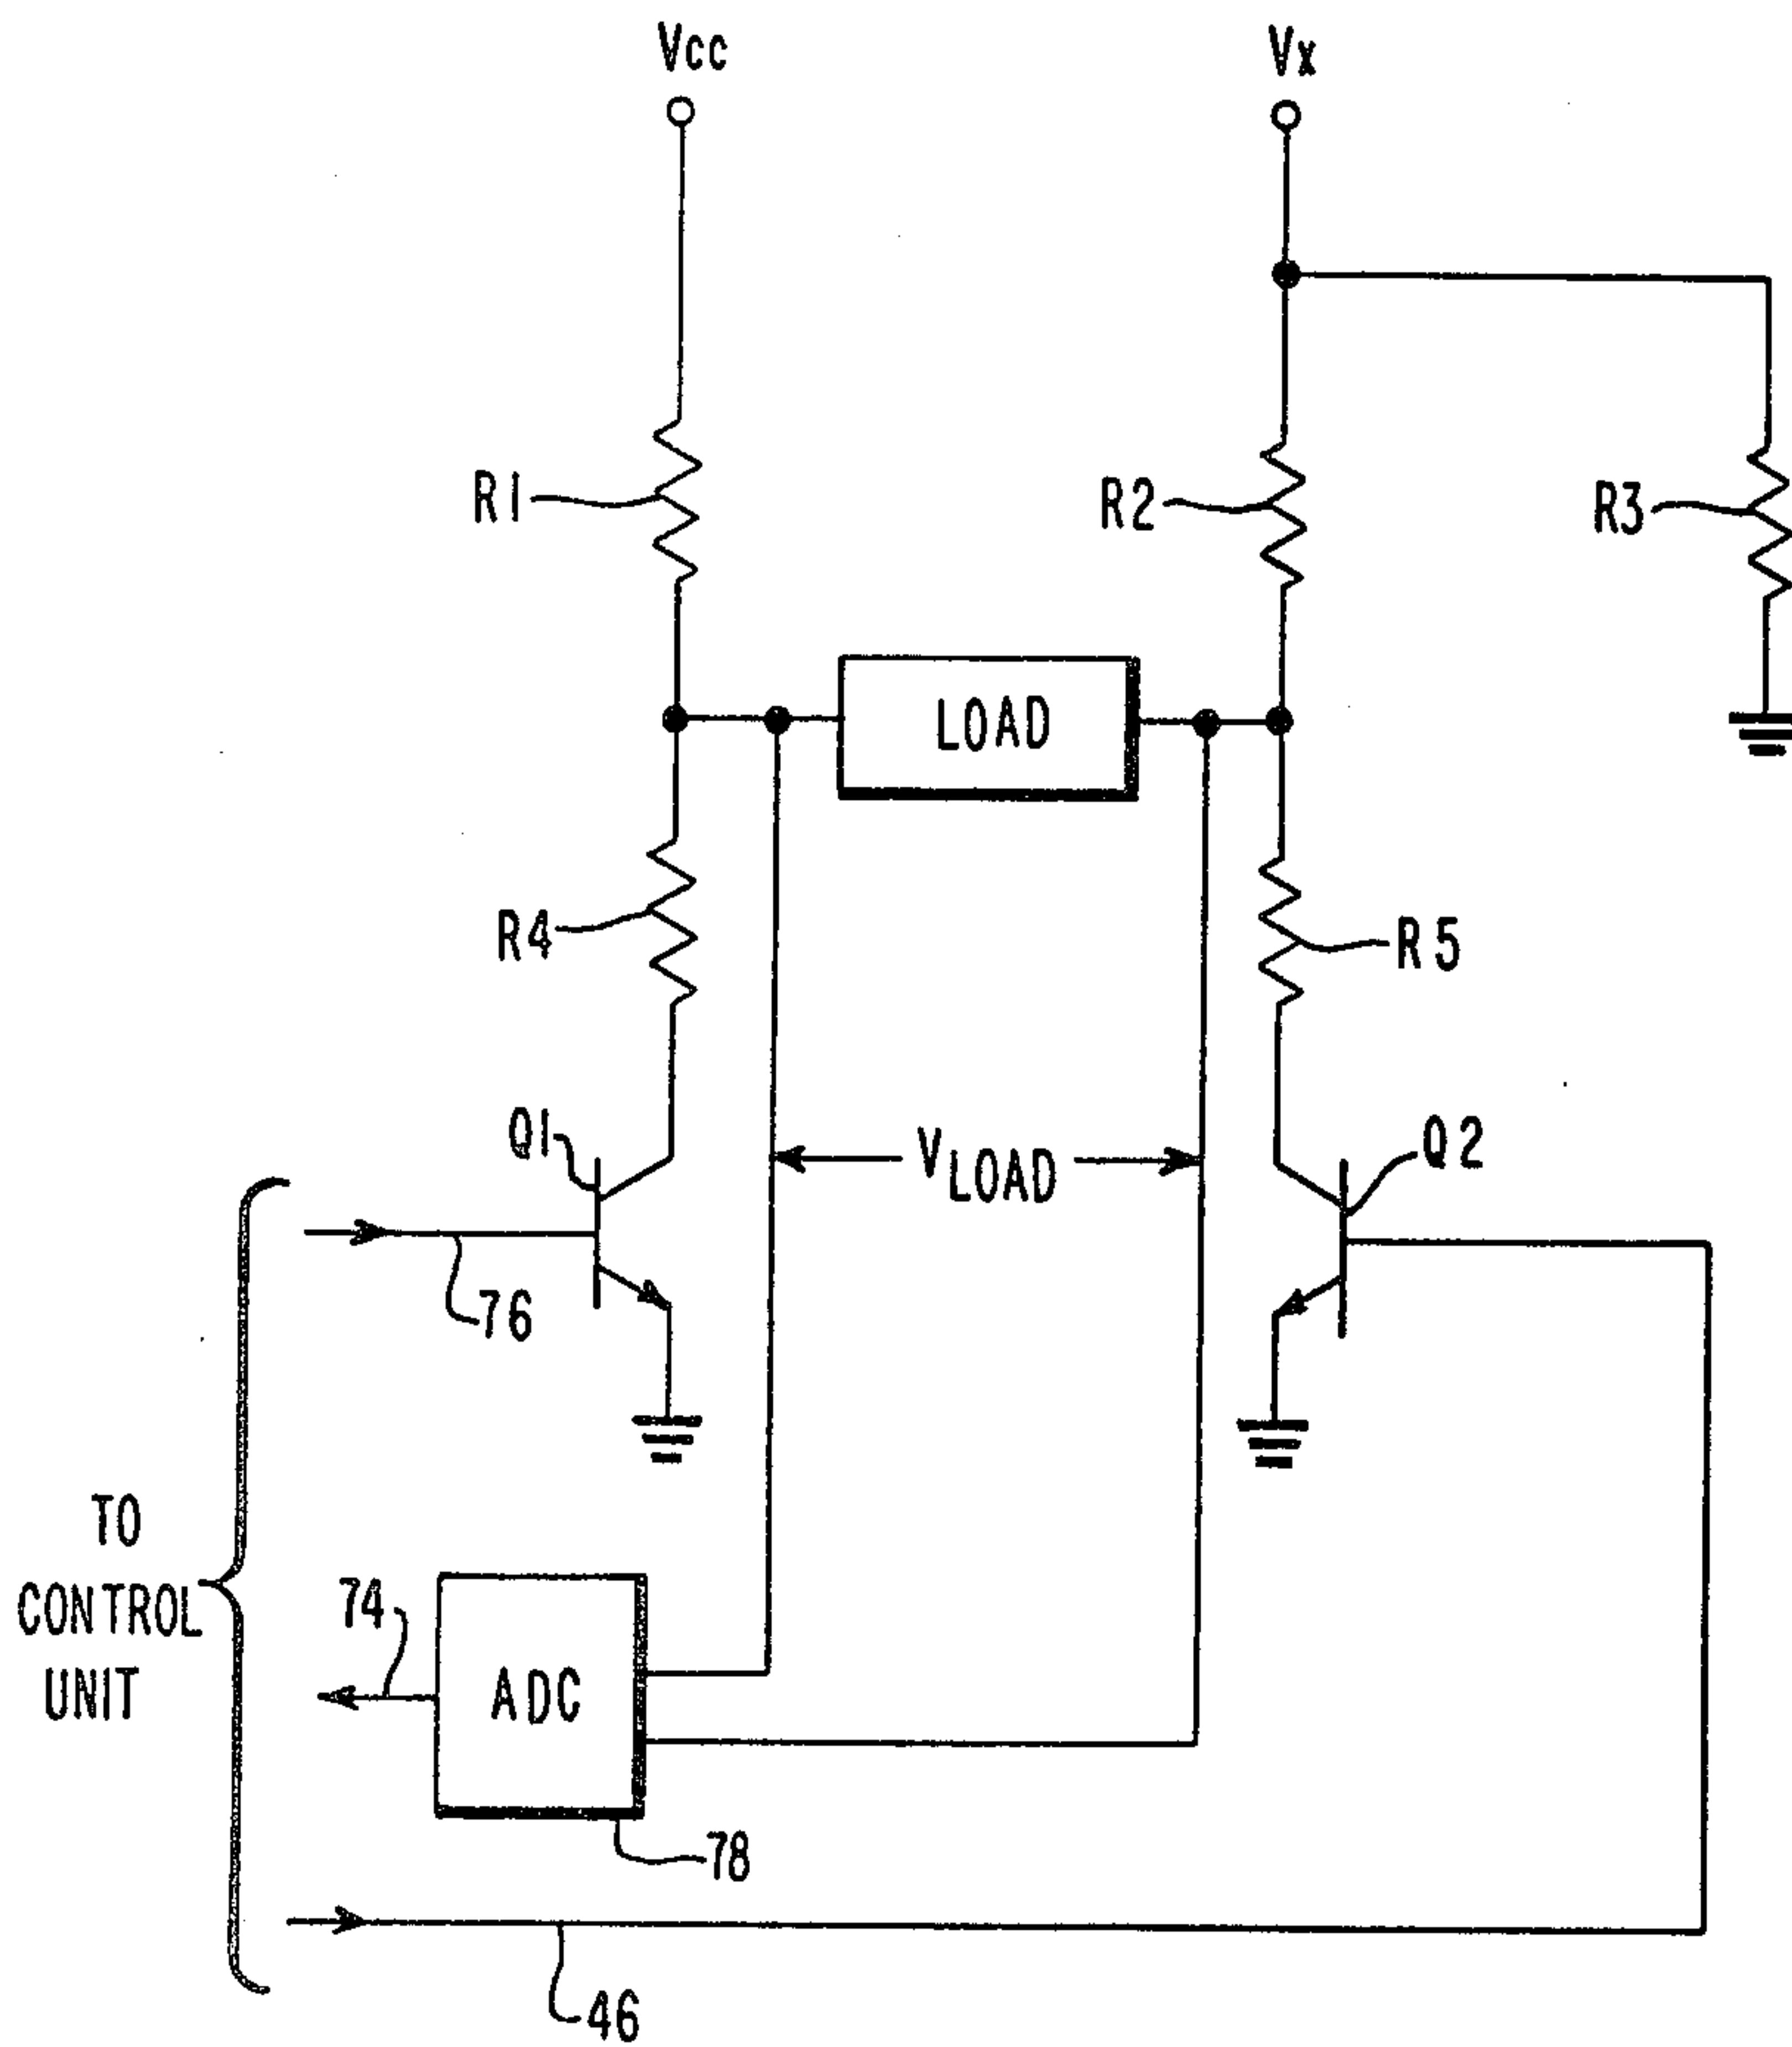 Vcc
Vx
R1
R2
R3
LOAD
R4
R5
Q1
VLOAD
Q2
76
TO
CONTROL
UNIT
74
ADC
78
46